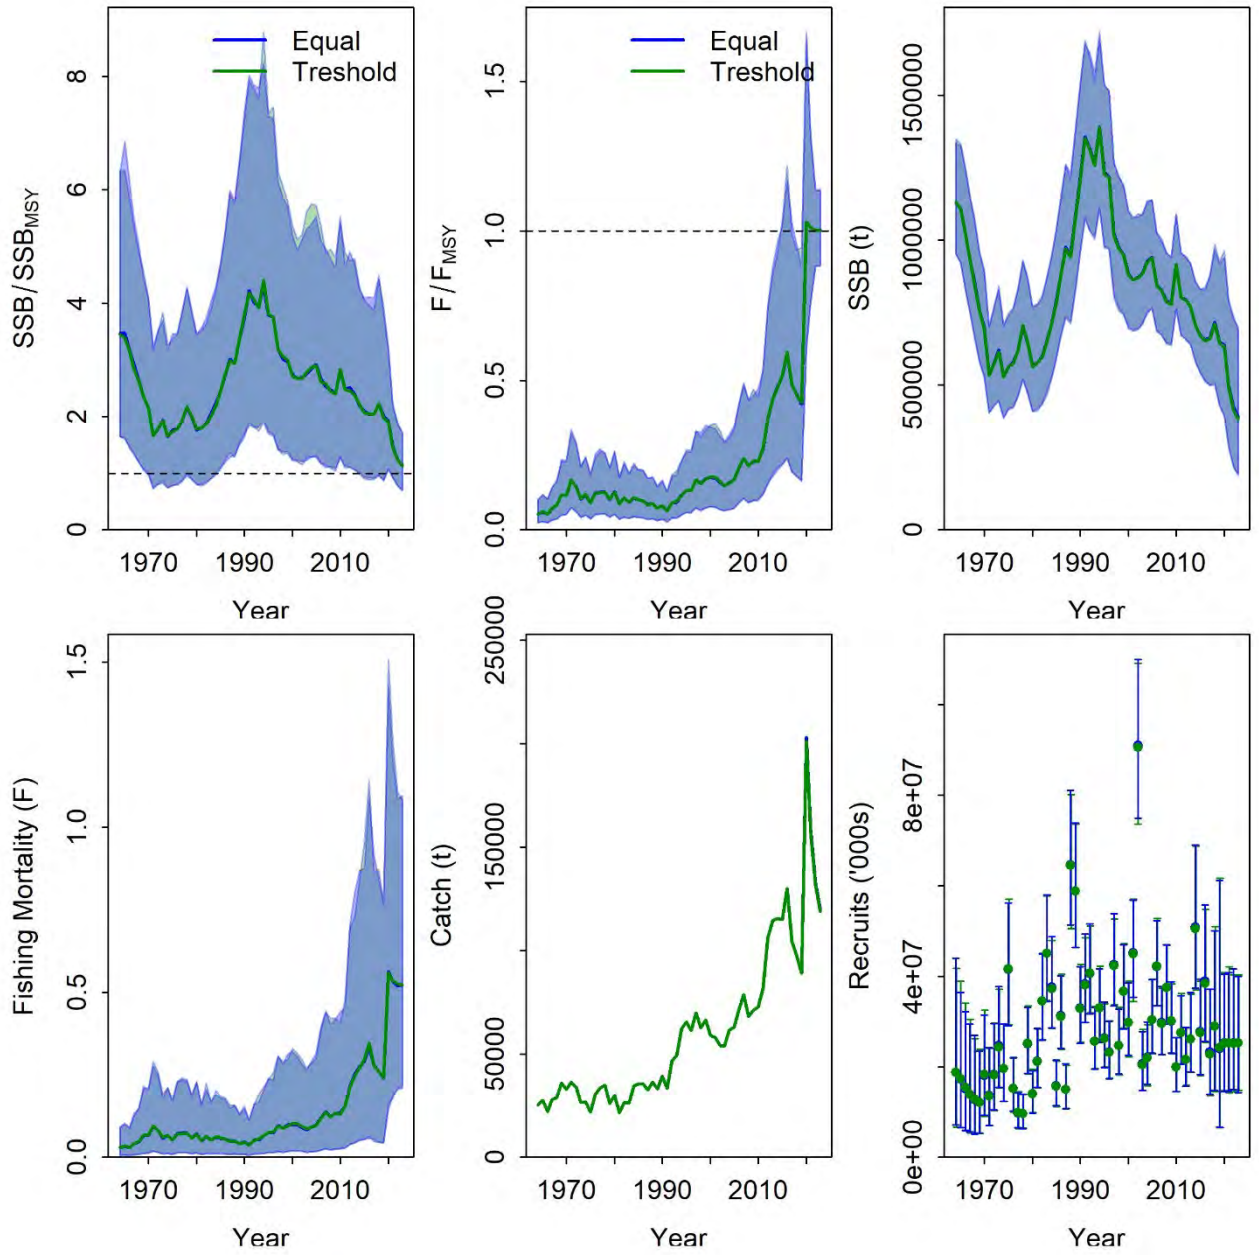 SSB/SSB_MSY
8
6
4
2
0
Equal
Treshold
1970
1990
2010
Year
F/F_MSY
1.5
1.0
0.5
0.0
Equal
Treshold
1970
1990
2010
Year
SSB (t)
1500000
1000000
500000
0
1970
1990
2010
Year
Fishing Mortality (F)
1.5
1.0
0.5
0.0
1970
1990
2010
Year
Catch (t)
250000
150000
50000
0
1970
1990
2010
Year
Recruits ('000s)
8e+07
4e+07
0e+00
1970
1990
2010
Year